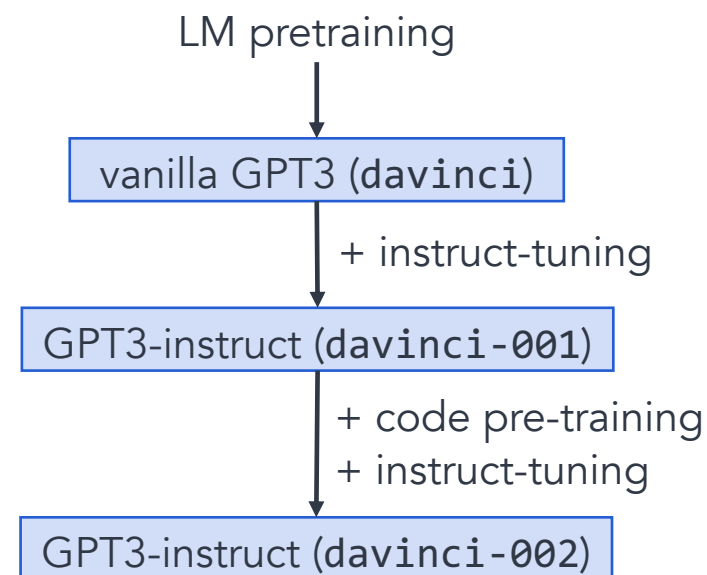 LM pretraining
vanilla GPT3 (davinci)
+ instruct-tuning
GPT3-instruct (davinci-001)
+ code pre-training
+ instruct-tuning
GPT3-instruct (davinci-002)